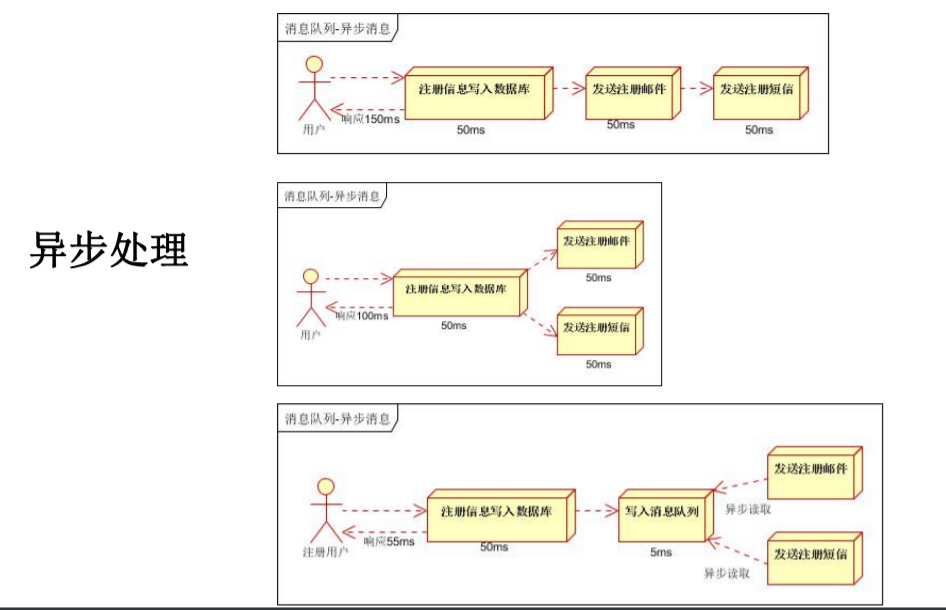 消息队列-异步消息
注册信息写入数据库
发送注册邮件
发送注册短信
响应150ms
用户
50ms
50ms
50ms
异步处理
消息队列-异步消息
发送注册邮件
50ms
注册信息写入数据库
响应100ms
用户
50ms
发送注册短信
50ms
消息队列-异步消息
发送注册邮件
注册信息写入数据库
写入消息队列
异步读取
响应55ms
注册用户
50ms
5ms
发送注册短信
异步读取